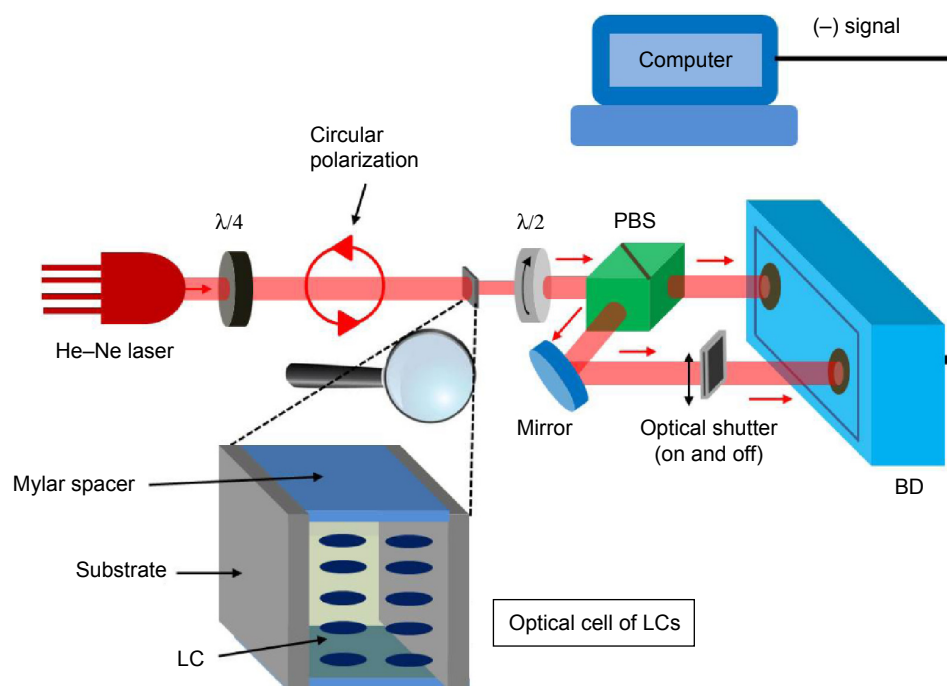 (–) signal
Computer
Circular
polarization
λ/4
λ/2
PBS
He–Ne laser
Mirror
Optical shutter
(on and off)
BD
Mylar spacer
Substrate
LC
Optical cell of LCs